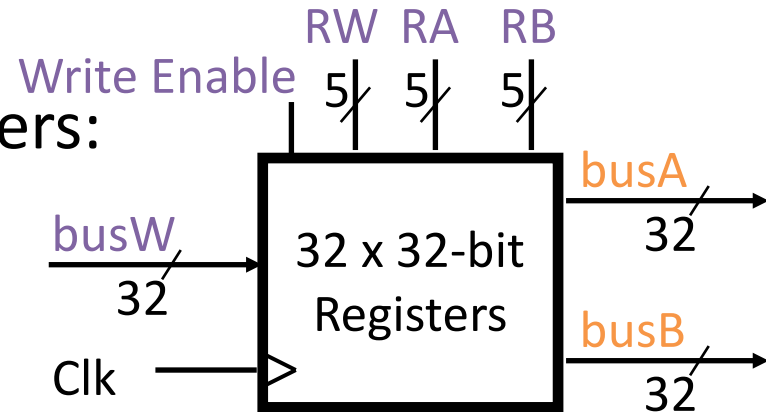 RW RA RB
Write Enable
5 5 5
ers:
busA
32
busW
32
32 x 32-bit
Registers
busB
32
Clk